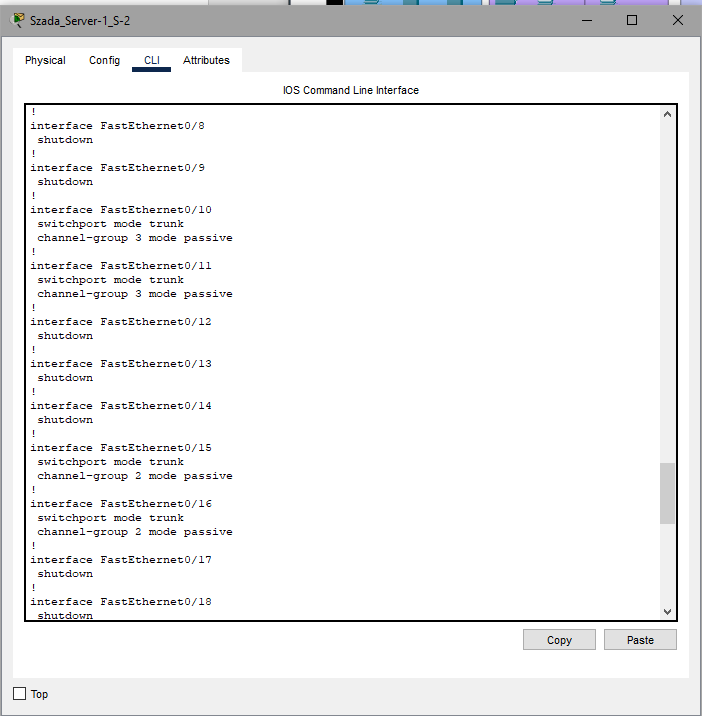 Szada_Server-1_S-2
Physical Config CLI Attributes
IOS Command Line Interface
!
interface FastEthernet0/8
 shutdown
!
interface FastEthernet0/9
 shutdown
!
interface FastEthernet0/10
 switchport mode trunk
 channel-group 3 mode passive
!
interface FastEthernet0/11
 switchport mode trunk
 channel-group 3 mode passive
!
interface FastEthernet0/12
 shutdown
!
interface FastEthernet0/13
 shutdown
!
interface FastEthernet0/14
 shutdown
!
interface FastEthernet0/15
 switchport mode trunk
 channel-group 2 mode passive
!
interface FastEthernet0/16
 switchport mode trunk
 channel-group 2 mode passive
!
interface FastEthernet0/17
 shutdown
!
interface FastEthernet0/18
 shutdown
Copy Paste
Top